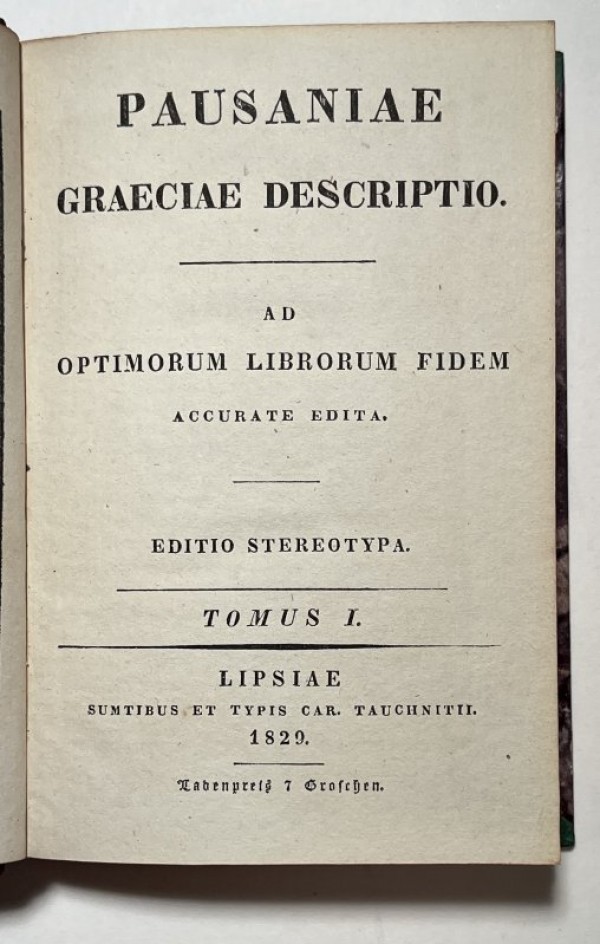 PAUSANIAE
GRAECIAE DESCRIPTIO.
AD
OPTIMORUM LIBRORUM FIDEM
ACCURATE EDITA.
EDITIO STEREOTYPA.
TOMUS I.
LIPSIAE
SUMTIBUS ET TYPIS CAR. TAUCHNITII.
1829.
Ladenpreis 7 Groschen.